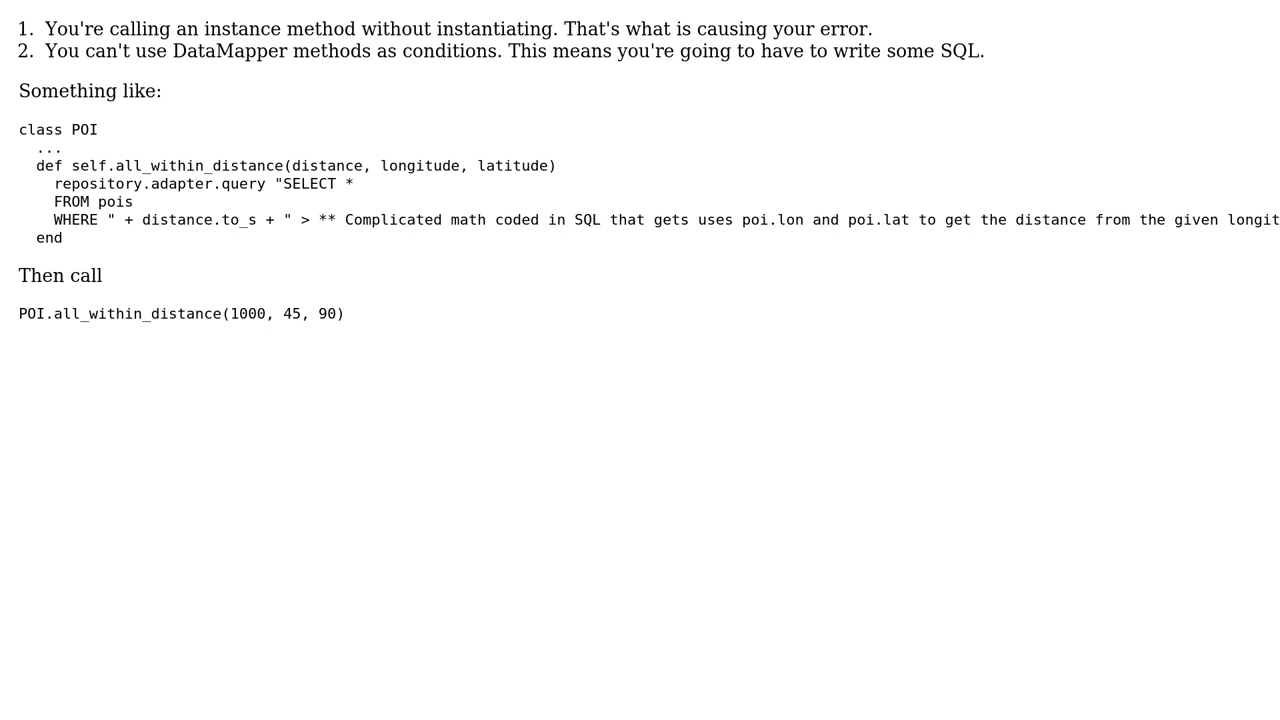 1. You're calling an instance method without instantiating. That's what is causing your error.
2. You can't use DataMapper methods as conditions. This means you're going to have to write some SQL.
Something like:
class POI
  ...
  def self.all_within_distance(distance, longitude, latitude)
    repository.adapter.query "SELECT *
    FROM pois
    WHERE " + distance.to_s + " > ** Complicated math coded in SQL that gets uses poi.lon and poi.lat to get the distance from the given
  end
Then call
POI.all_within_distance(1000, 45, 90)